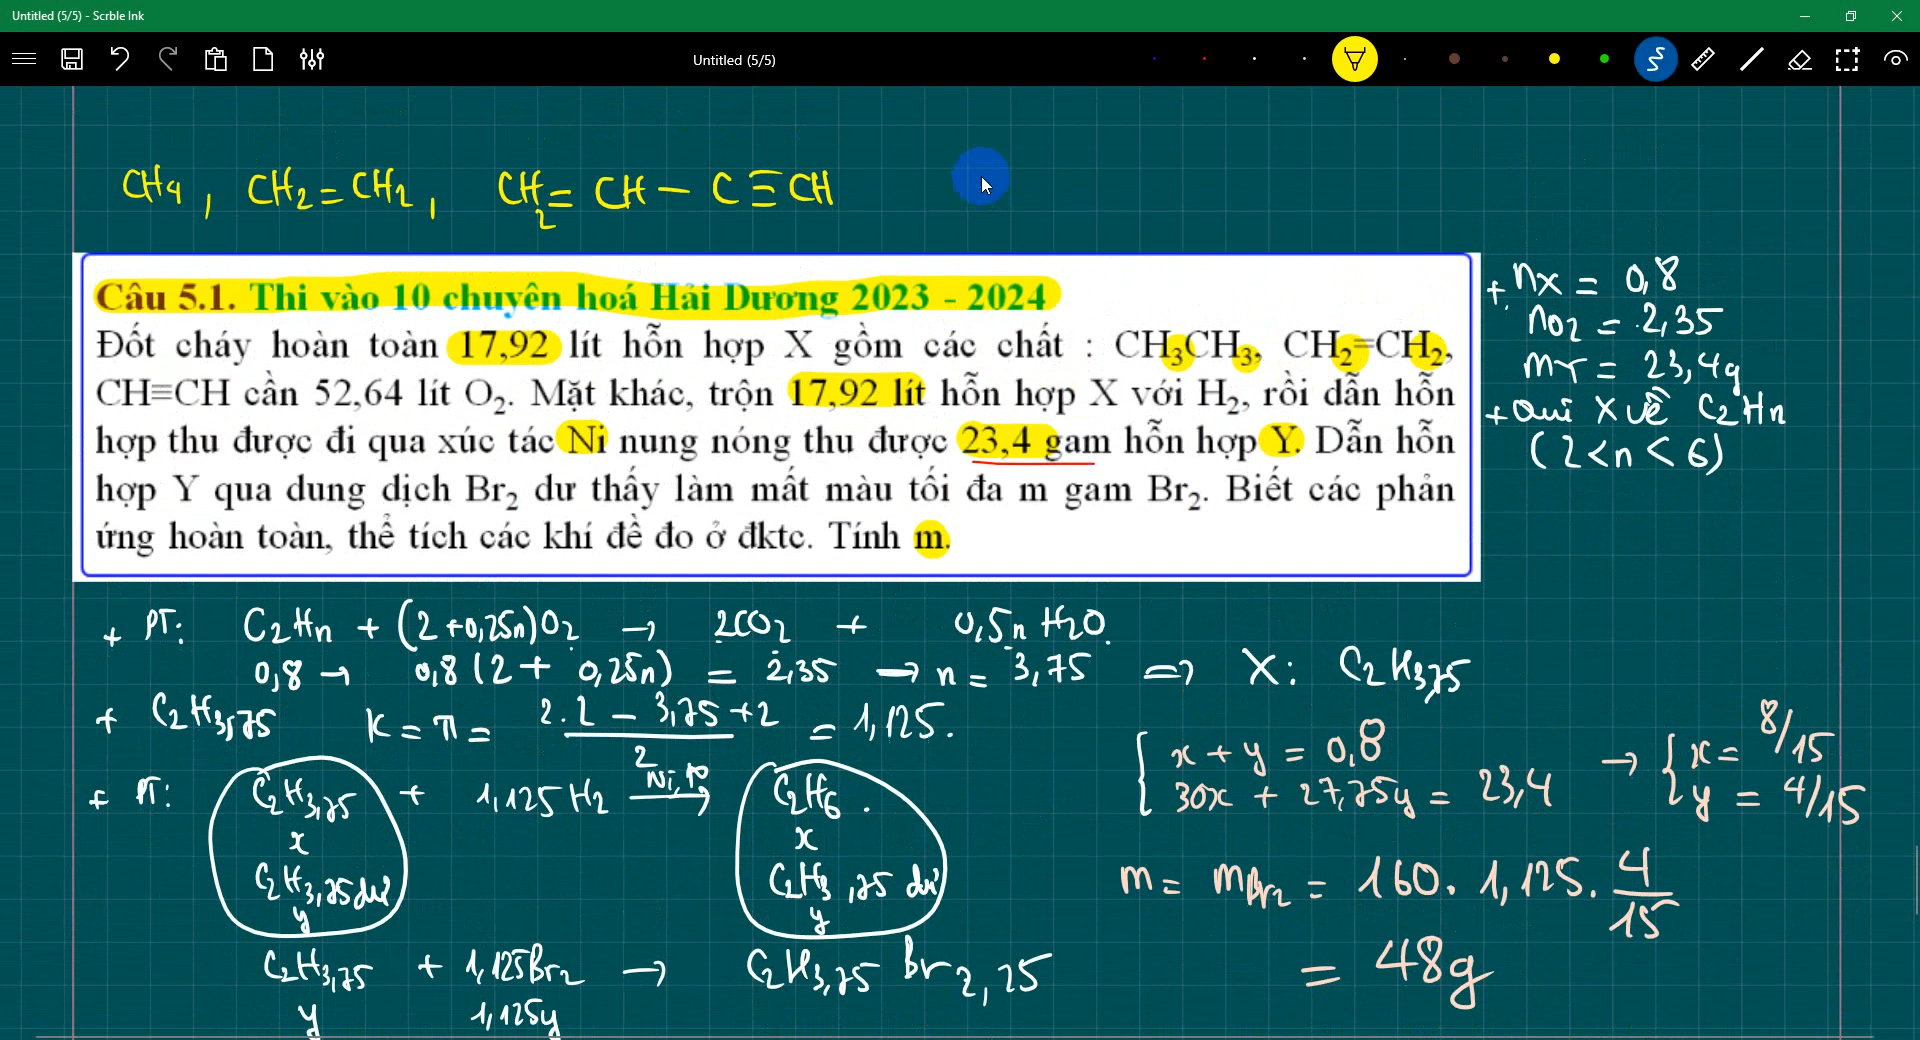 Untitled (5/5) - Scrble Ink
Untitled (5/5)
CH4 , CH2=CH2 , CH2=CH-C≡CH
Câu 5.1. Thi vào 10 chuyên hoá Hải Dương 2023 - 2024
Đốt cháy hoàn toàn 17,92 lít hỗn hợp X gồm các chất : CH3CH3, CH2=CH2,
CH≡CH cần 52,64 lít O2. Mặt khác, trộn 17,92 lít hỗn hợp X với H2, rồi dẫn hỗn
hợp thu được đi qua xúc tác Ni nung nóng thu được 23,4 gam hỗn hợp Y. Dẫn hỗn
hợp Y qua dung dịch Br2 dư thấy làm mất màu tối đa m gam Br2. Biết các phản
ứng hoàn toàn, thể tích các khí đề đo ở đktc. Tính m.
+ nX = 0,8
nO2 = 2,35
mY = 23,4g
+ Qui X về C2Hn
(2<n<6)
+ PT: C2Hn + (2+0,25n)O2 → 2CO2 + 0,5n H2O
0,8 → 0,8(2+0,25n) = 2,35 → n = 3,75 => X: C2H3,75
+ C2H3,75 K = π = (2.2 - 3,75+2)/2 = 1,125.
+ PT: C2H3,75 + 1,125H2 Ni,to → C2H6.
x x
C2H3,75 dư C2H3,75 dư
y y
C2H3,75 + 1,125Br2 → C2H3,75 Br2,25
y 1,125y
{ x + y = 0,8 → { x = 8/15
30x + 27,75y = 23,4 y = 4/15
m = mBr2 = 160. 1,125. 4/15
= 48g